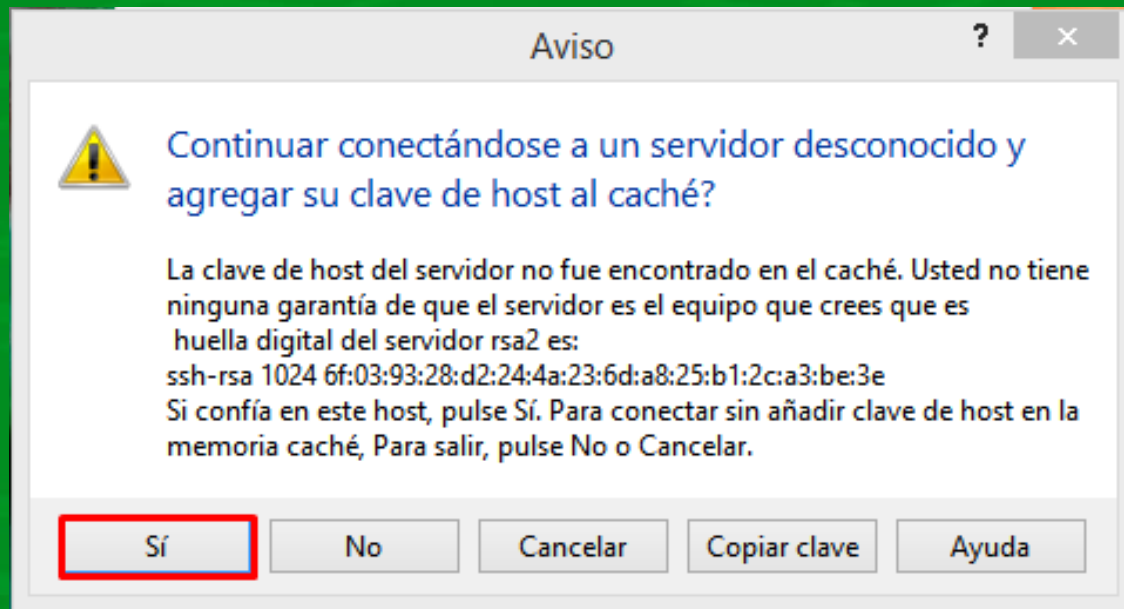 Aviso
?
×
Continuar conectándose a un servidor desconocido y
agregar su clave de host al caché?
La clave de host del servidor no fue encontrado en el caché. Usted no tiene
ninguna garantía de que el servidor es el equipo que crees que es
huella digital del servidor rsa2 es:
ssh-rsa 1024 6f:03:93:28:d2:24:4a:23:6d:a8:25:b1:2c:a3:be:3e
Si confía en este host, pulse Sí. Para conectar sin añadir clave de host en la
memoria caché, Para salir, pulse No o Cancelar.
Sí No Cancelar Copiar clave Ayuda